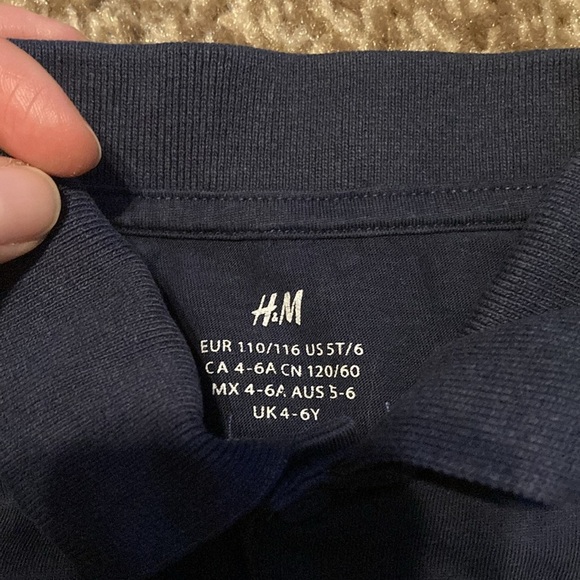 H&M
EUR 110/116 US 5T/6
CA 4-6A CN 120/60
MX 4-6A AUS 5-6
UK 4-6Y